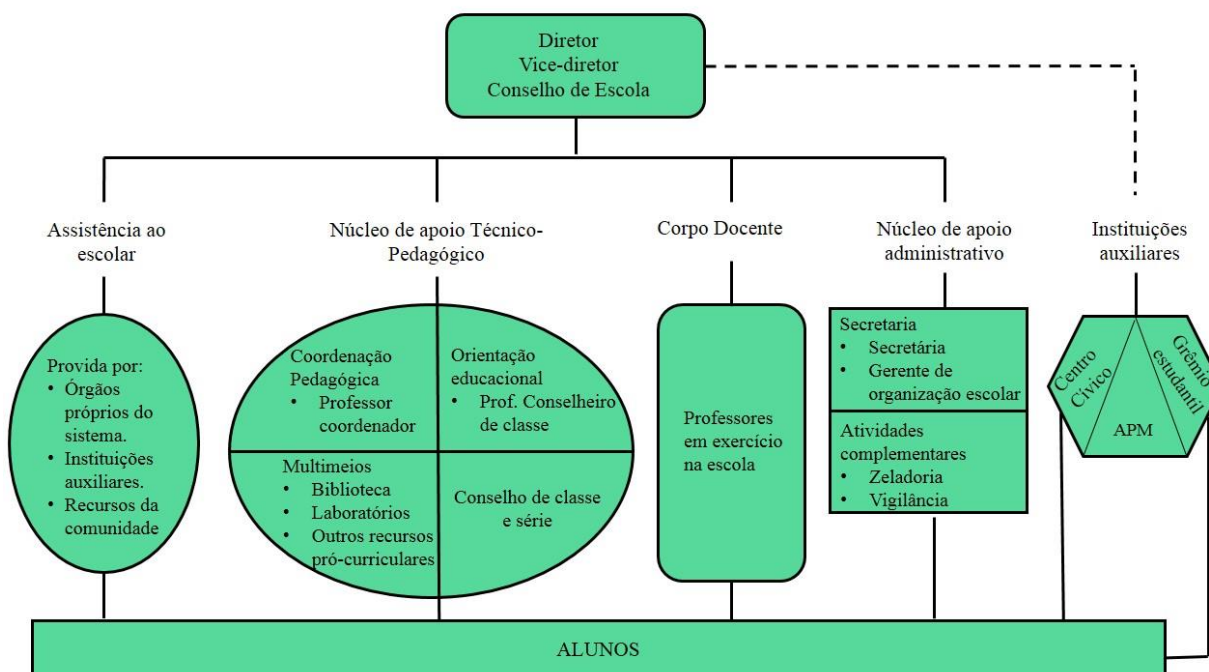 Diretor
Vice-diretor
Conselho de Escola
Assistência ao
escolar
Núcleo de apoio Técnico-
Pedagógico
Corpo Docente
Núcleo de apoio
administrativo
Instituições
auxiliares
Provida por:
• Órgãos
próprios do
sistema.
• Instituições
auxiliares.
• Recursos da
comunidade
Coordenação
Pedagógica
• Professor
coordenador
Orientação
educacional
• Prof. Conselheiro
de classe
Multimeios
• Biblioteca
• Laboratórios
• Outros recursos
pró-curriculares
Conselho de classe
e série
Professores
em exercício
na escola
Secretaria
• Secretária
• Gerente de
organização escolar
Atividades
complementares
• Zeladoria
• Vigilância
Centro
Cívico
APM
Grêmio
estudantil
ALUNOS